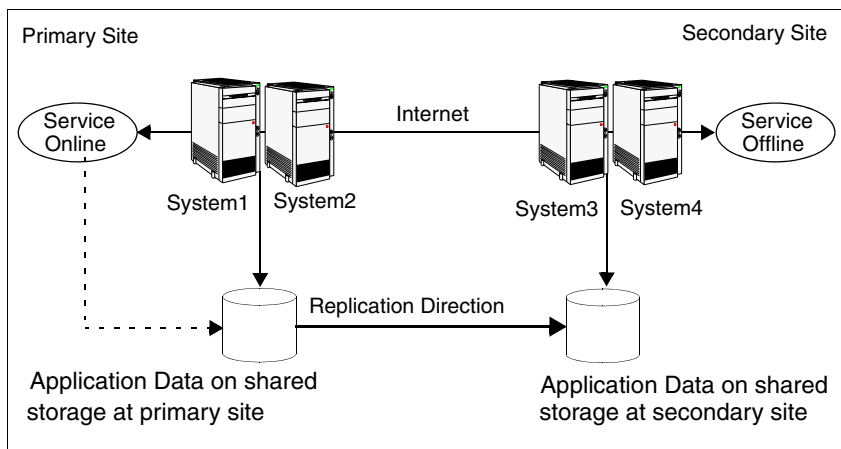 Primary Site
Secondary Site
Service
Online
Internet
Service
Offline
System1
System2
System3
System4
Replication Direction
Application Data on shared
storage at primary site
Application Data on shared
storage at secondary site